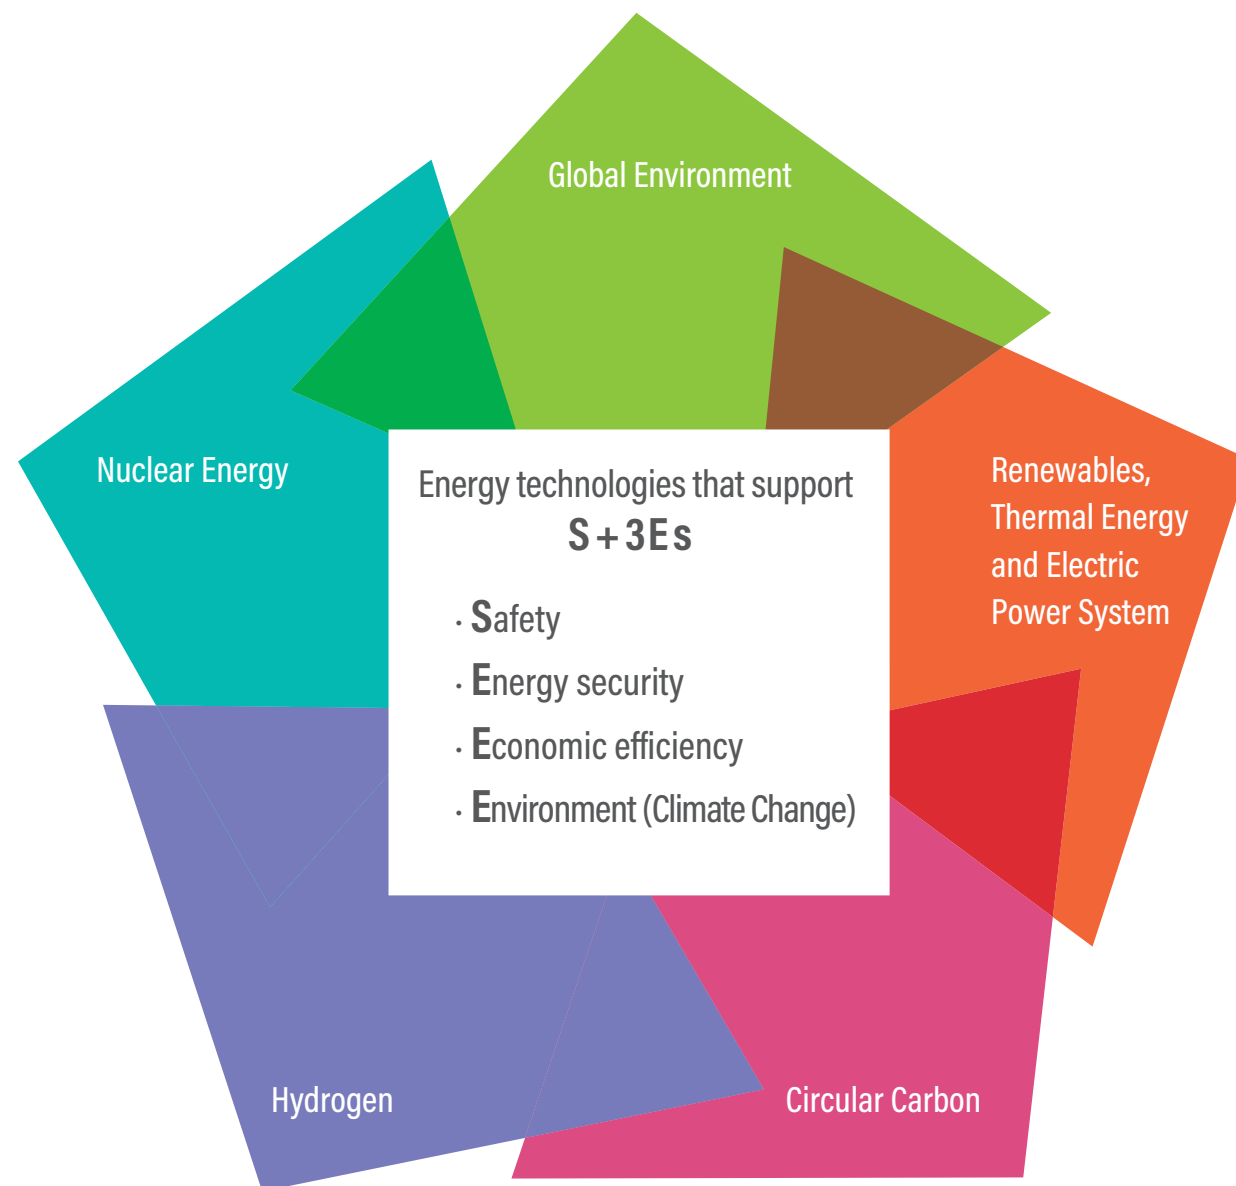 Global Environment
Nuclear Energy
Energy technologies that support
S + 3Es
· Safety
· Energy security
· Economic efficiency
· Environment (Climate Change)
Renewables,
Thermal Energy
and Electric
Power System
Hydrogen
Circular Carbon